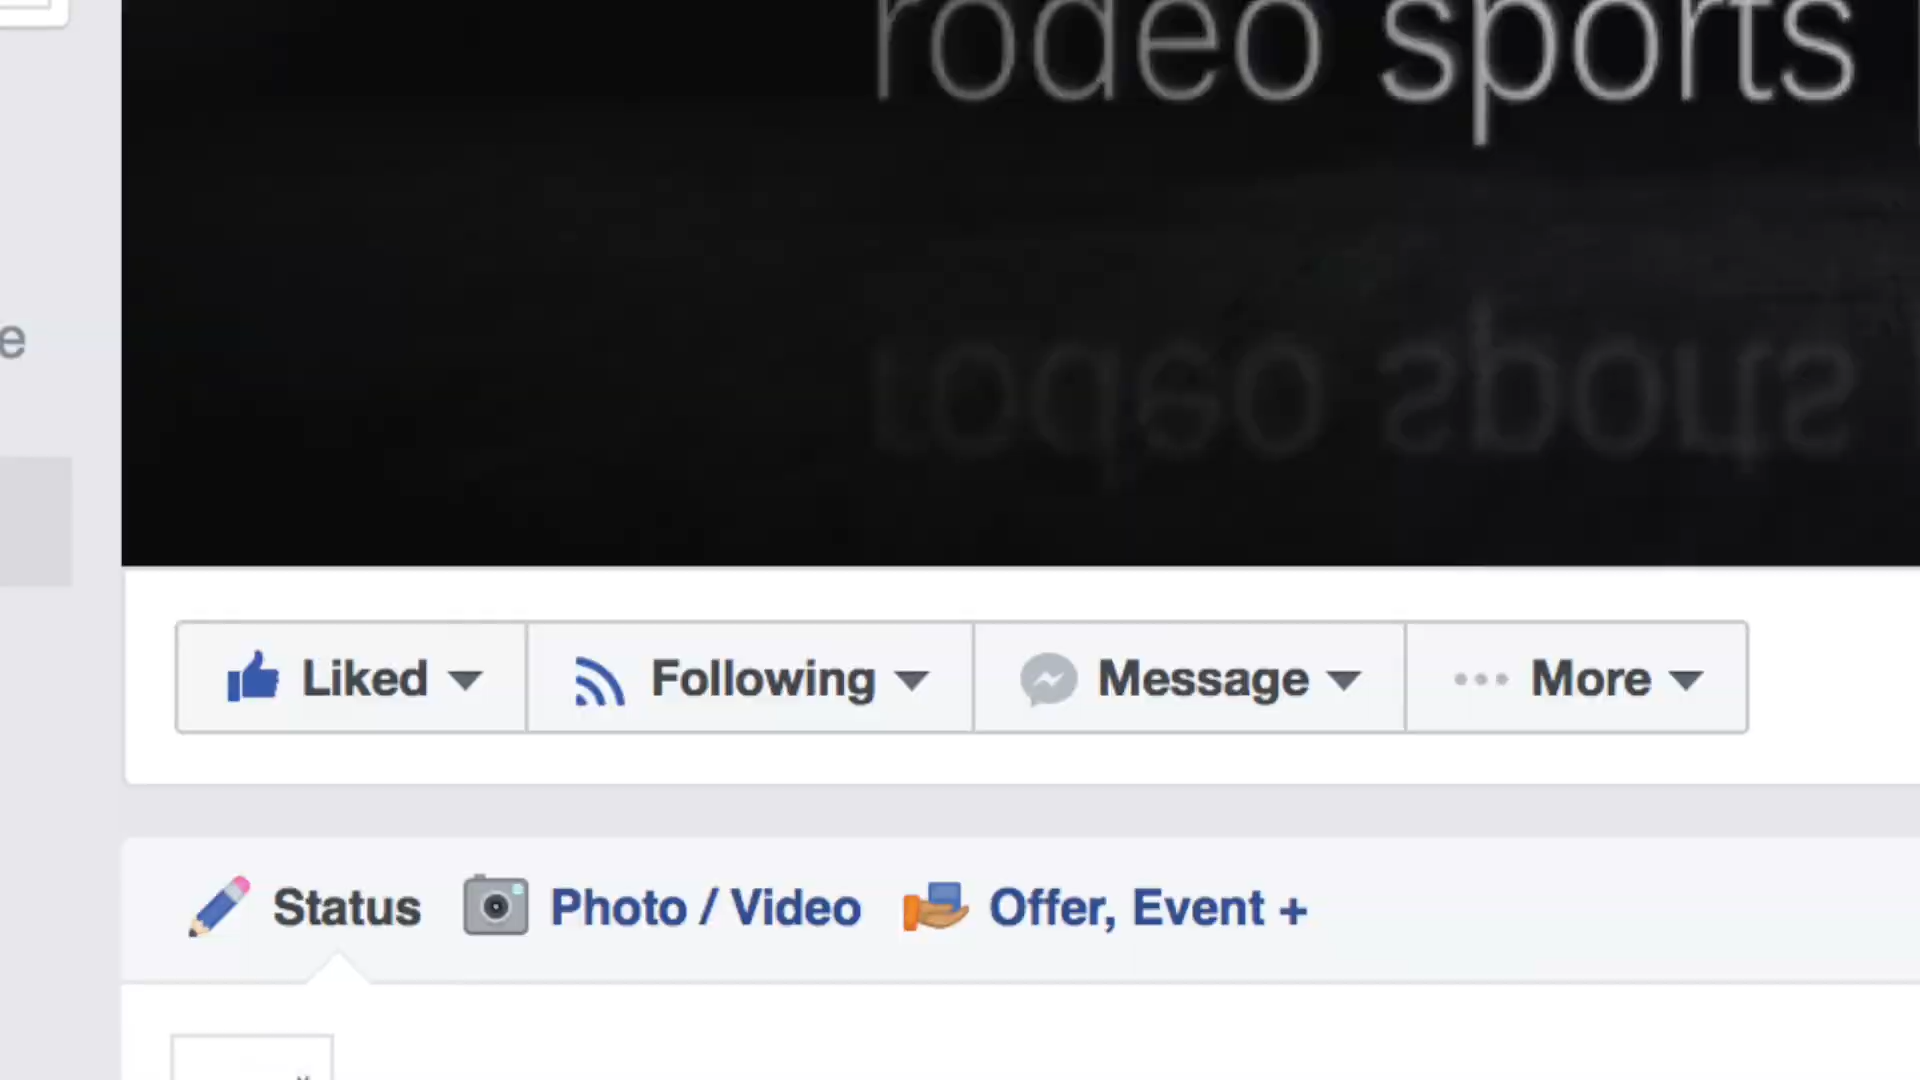 rodeo sports
e
Liked Following Message More
Status Photo / Video Offer, Event +